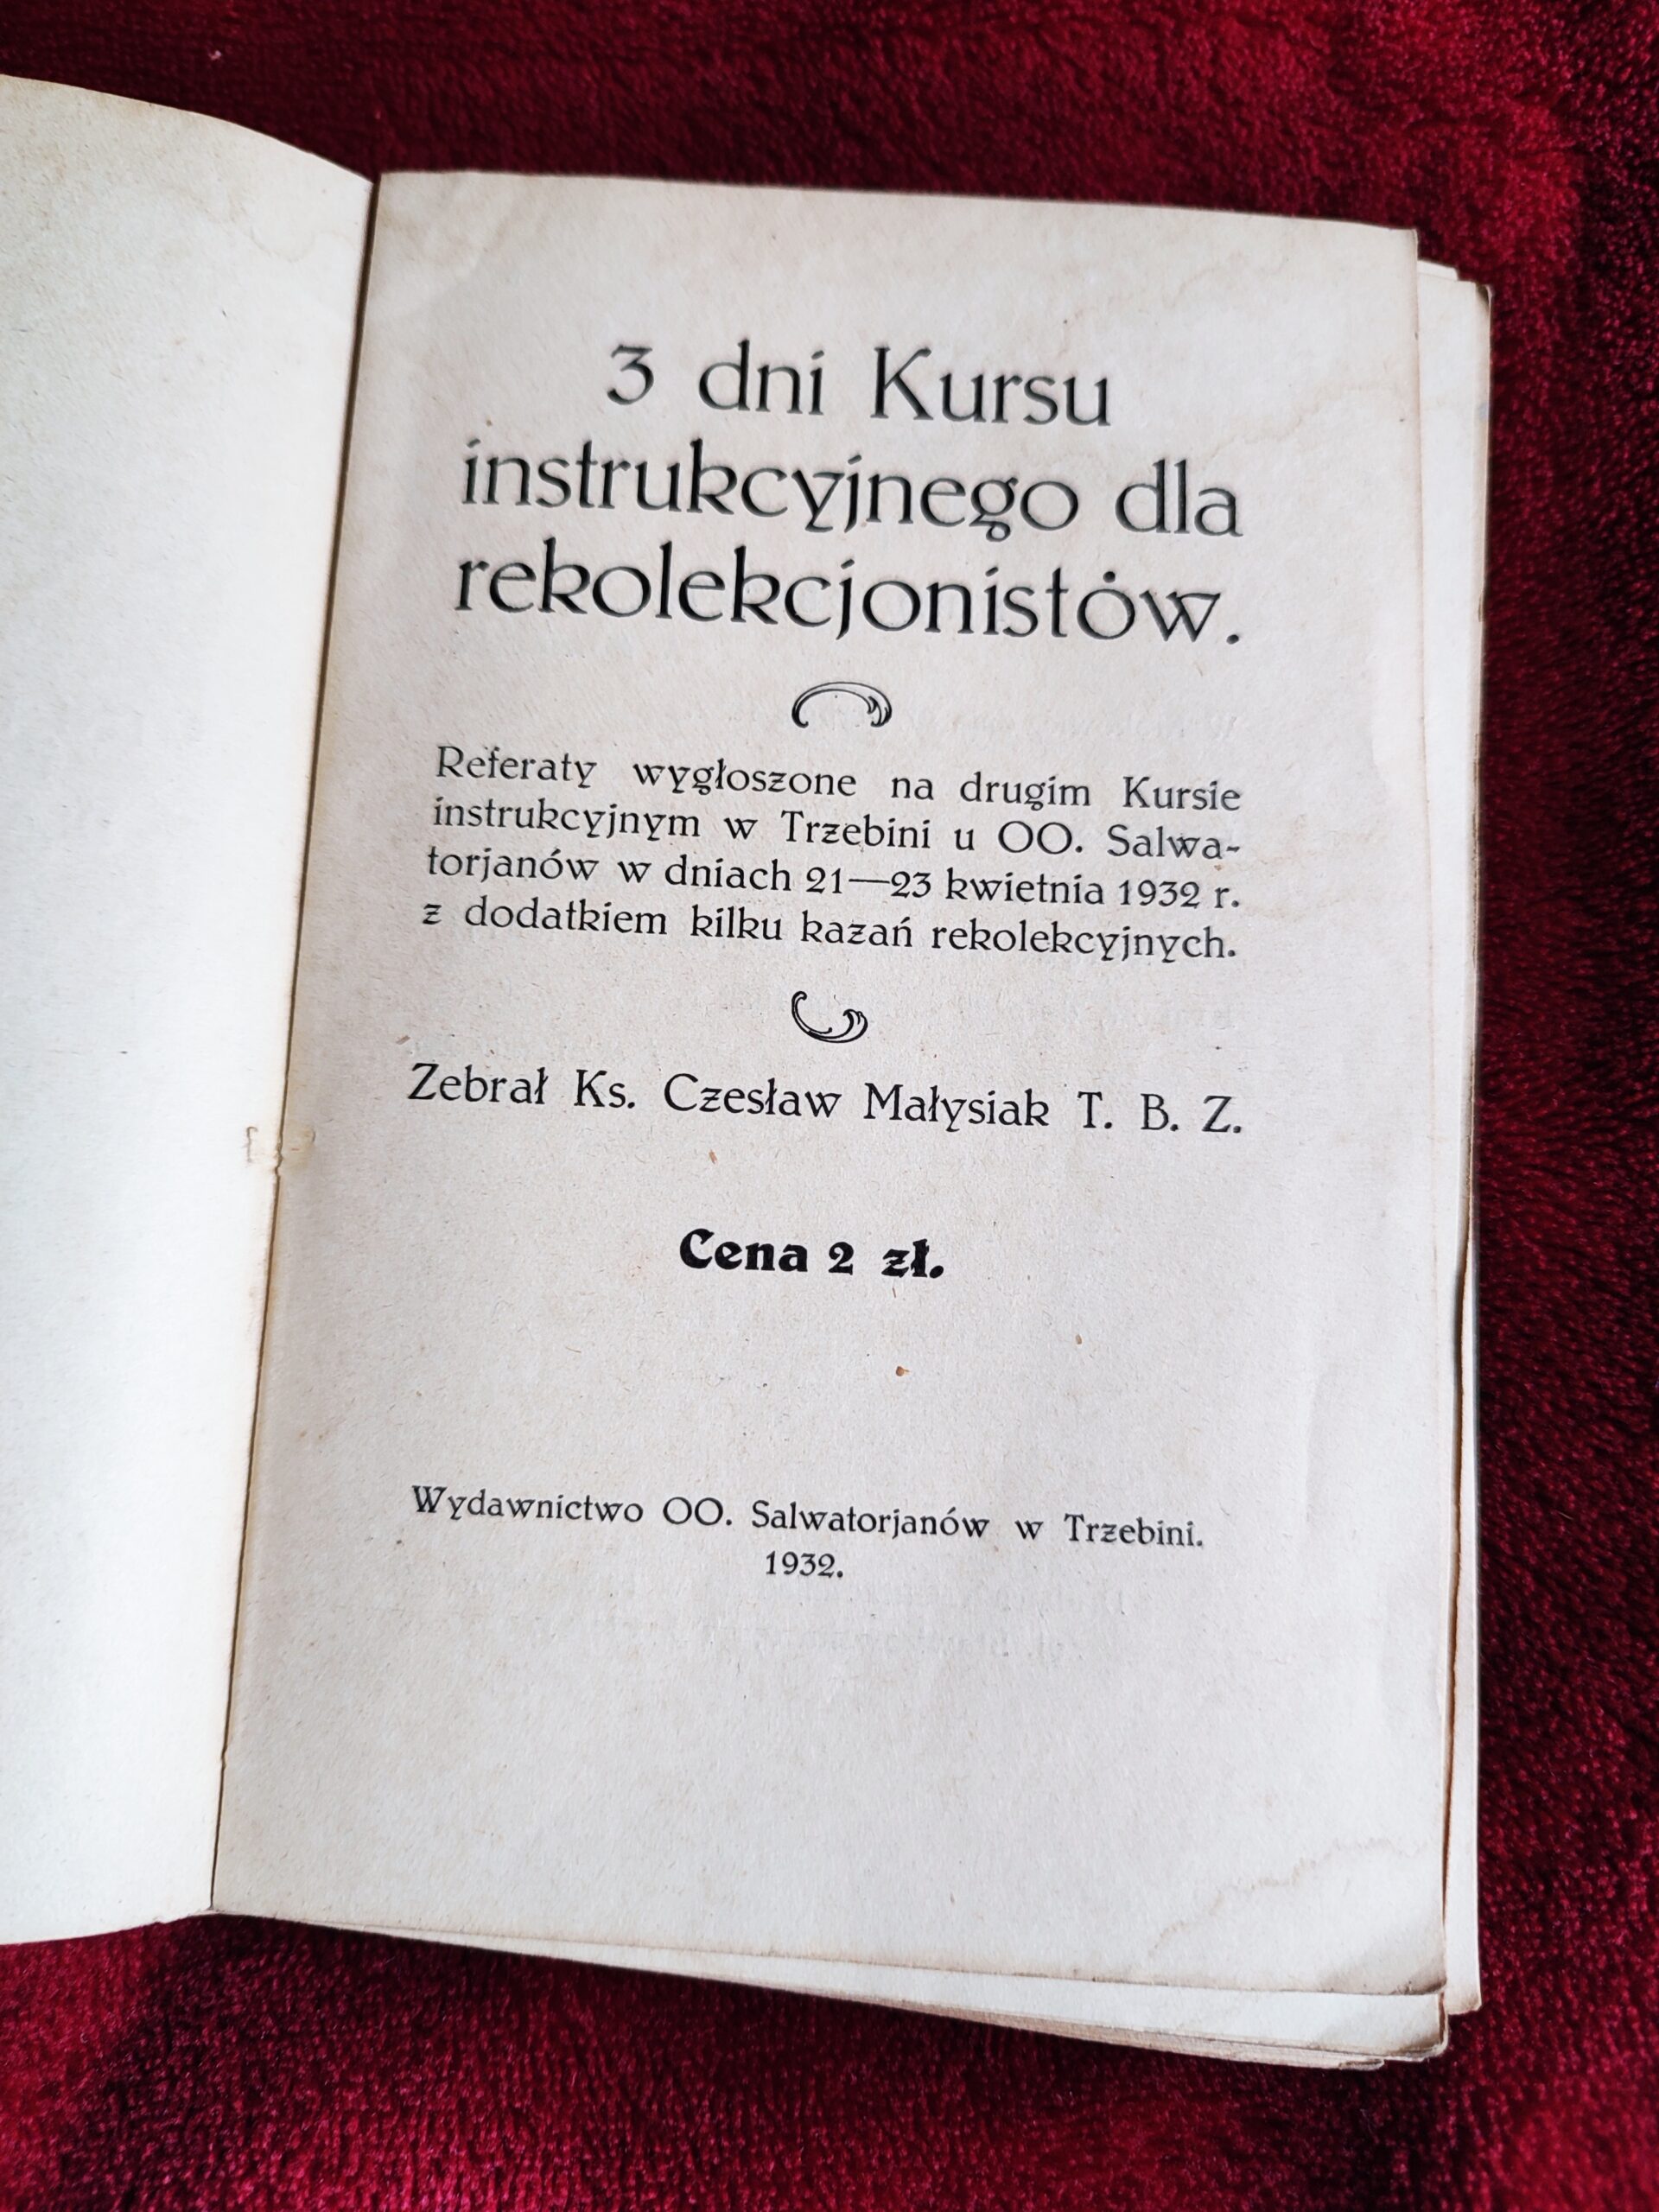 3 dni Kursu
instrukcyjnego dla
rekolekcjonistów.
Referaty wygłoszone na drugim Kursie
instrukcyjnym w Trzebini u OO. Salwa-
torjanów w dniach 21—23 kwietnia 1932 r.
z dodatkiem kilku kazań rekolekcyjnych.
Zebrał Ks. Czesław Małysiak T. B. Z.
Cena 2 zł.
Wydawnictwo OO. Salwatorjanów w Trzebini.
1932.